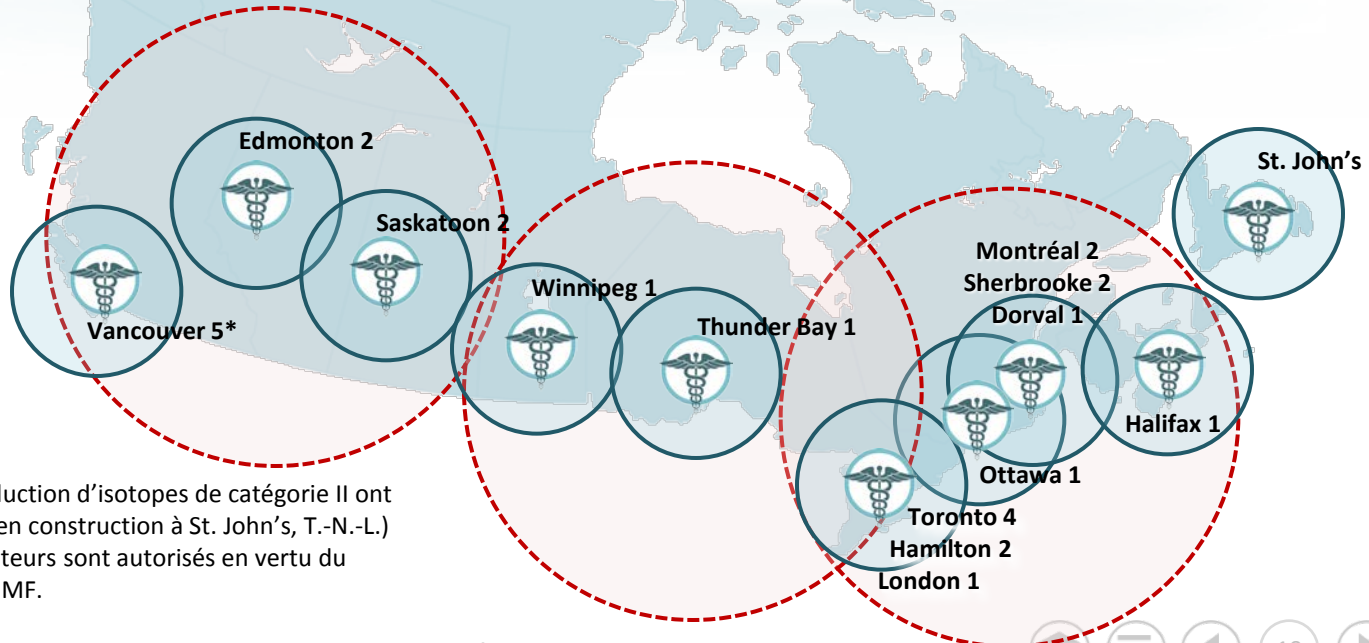 Edmonton 2
St. John’s
Saskatoon 2
Montréal 2
Sherbrooke 2
Dorval 1
Winnipeg 1
Thunder Bay 1
Vancouver 5*
Halifax 1
Ottawa 1
Toronto 4
Hamilton 2
London 1
duction d’isotopes de catégorie II ont
en construction à St. John’s, T.-N.-L.)
teurs sont autorisés en vertu du
MF.